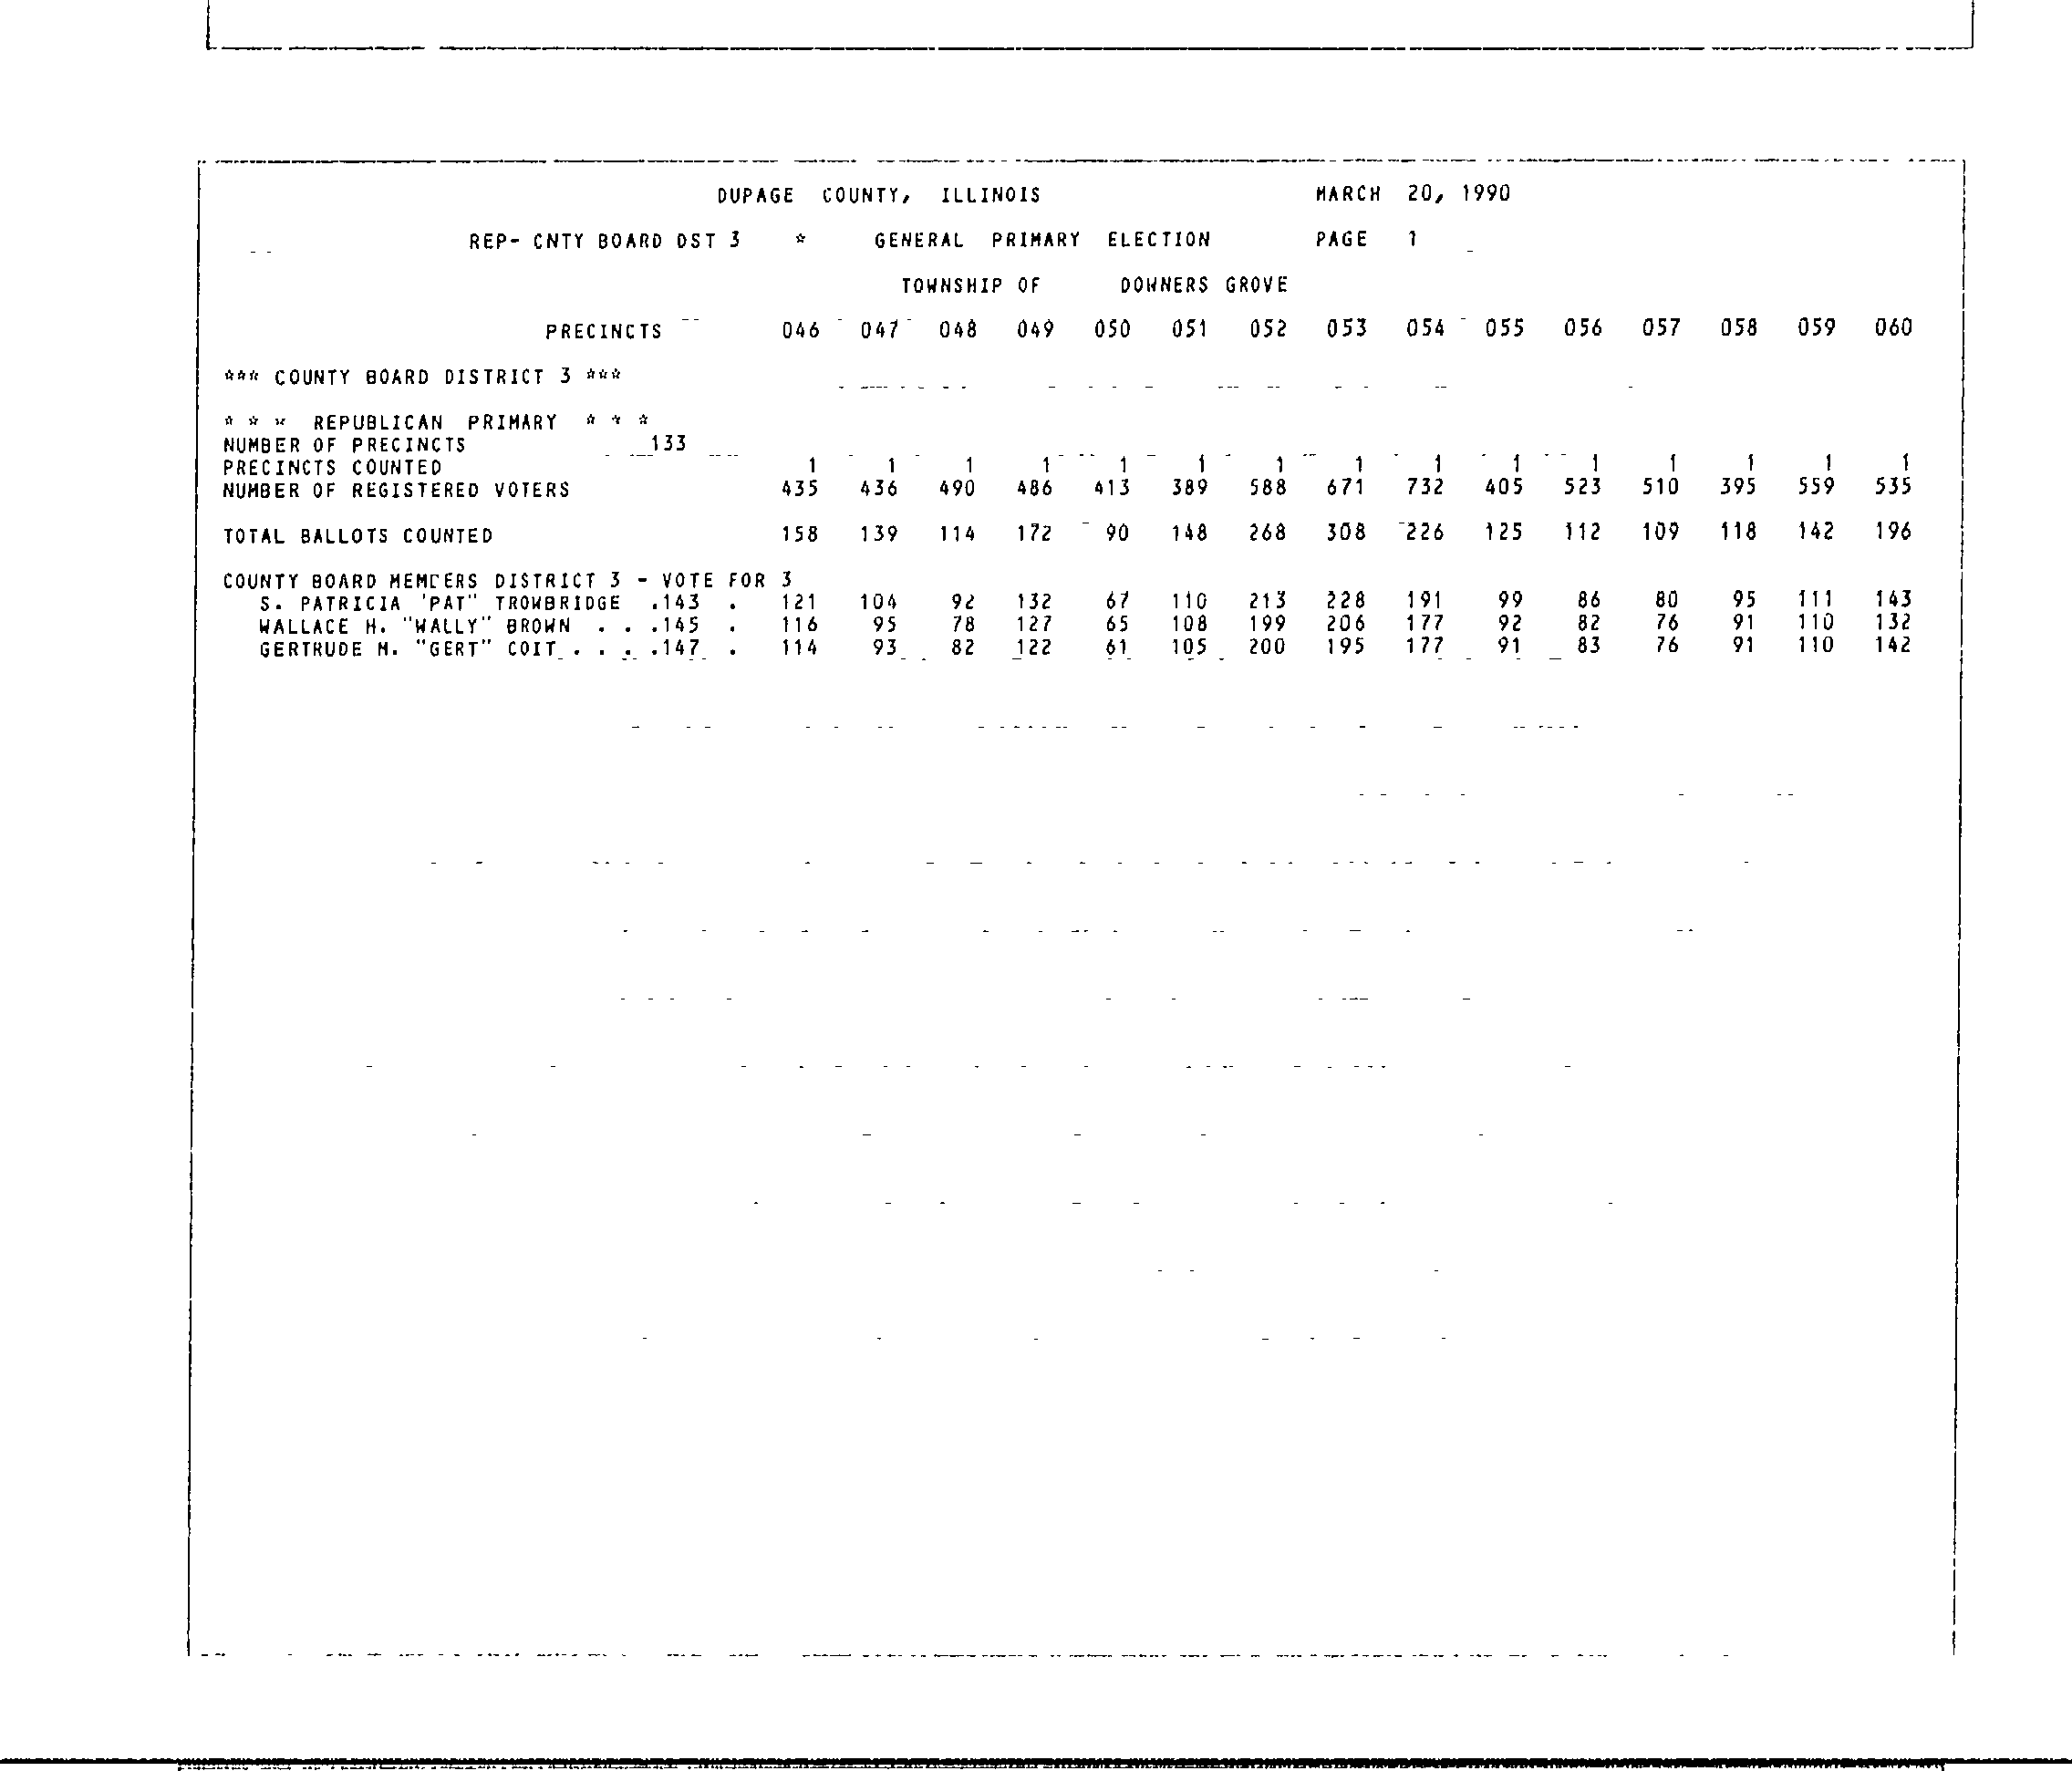 DUPAGE COUNTY, ILLINOIS MARCH 20, 1990
REP- CNTY BOARD DST 3 * GENERAL PRIMARY ELECTION PAGE 1
TOWNSHIP OF DOWNERS GROVE
PRECINCTS 046 047 048 049 050 051 052 053 054 055 056 057 058 059 060
*** COUNTY BOARD DISTRICT 3 ***
* * * REPUBLICAN PRIMARY * * *
NUMBER OF PRECINCTS 133
PRECINCTS COUNTED 1 1 1 1 1 1 1 1 1 1 1 1 1 1 1
NUMBER OF REGISTERED VOTERS 435 436 490 486 413 389 588 671 732 405 523 510 395 559 535
TOTAL BALLOTS COUNTED 158 139 114 172 90 148 268 308 226 125 112 109 118 142 196
COUNTY BOARD MEMBERS DISTRICT 3 - VOTE FOR 3
S. PATRICIA 'PAT" TROWBRIDGE .143 . 121 104 92 132 67 110 213 228 191 99 86 80 95 111 143
WALLACE H. "WALLY" BROWN . . .145 . 116 95 78 127 65 108 199 206 177 92 82 76 91 110 132
GERTRUDE M. "GERT" COIT . . . .147 . 114 93 82 122 61 105 200 195 177 91 83 76 91 110 142